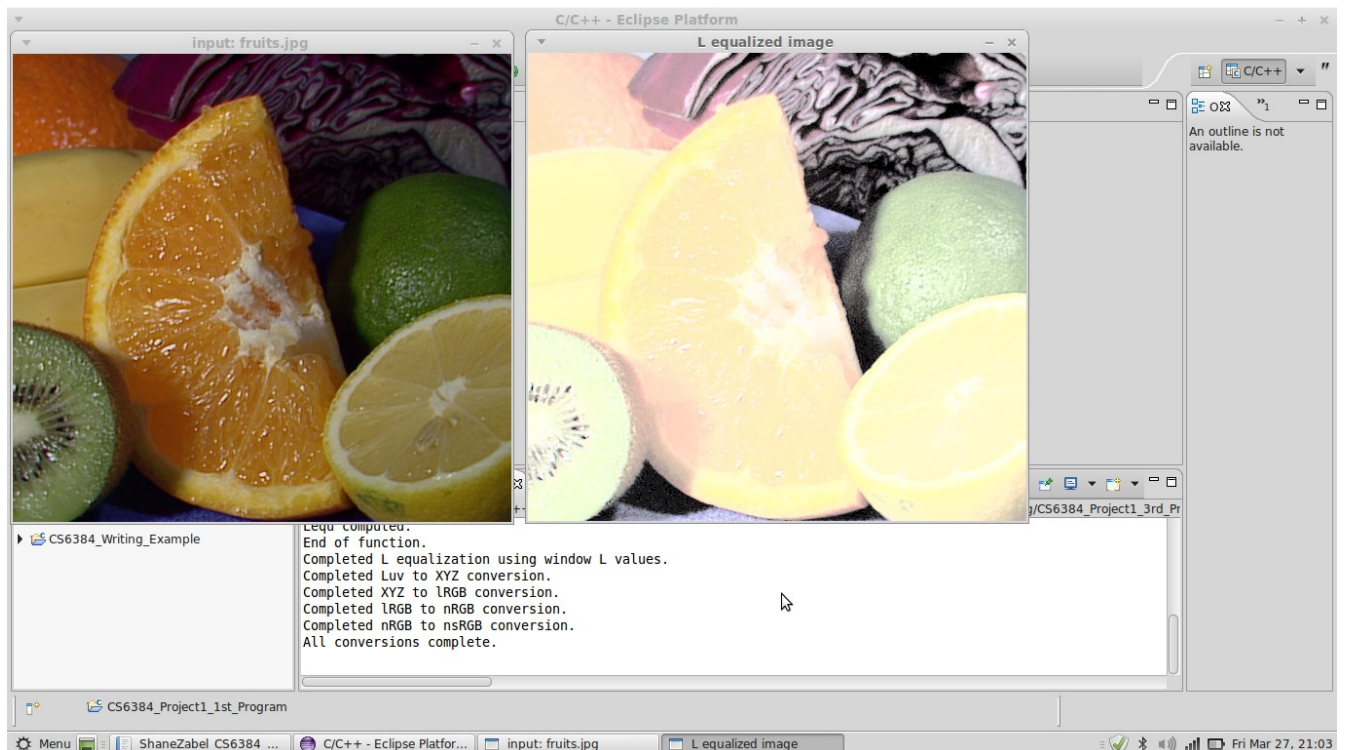 C/C++ - Eclipse Platform
input: fruits.jpg
L equalized image
C/C++
"
O
"1
An outline is not
available.
g/CS6384_Project1_3rd_Pr
CS6384_Writing_Example
Lequ computed.
End of function.
Completed L equalization using window L values.
Completed Luv to XYZ conversion.
Completed XYZ to lRGB conversion.
Completed lRGB to nRGB conversion.
Completed nRGB to nsRGB conversion.
All conversions complete.
CS6384_Project1_1st_Program
Menu
ShaneZabel CS6384 ...
C/C++ - Eclipse Platfor...
input: fruits.jpg
L equalized image
Fri Mar 27, 21:03